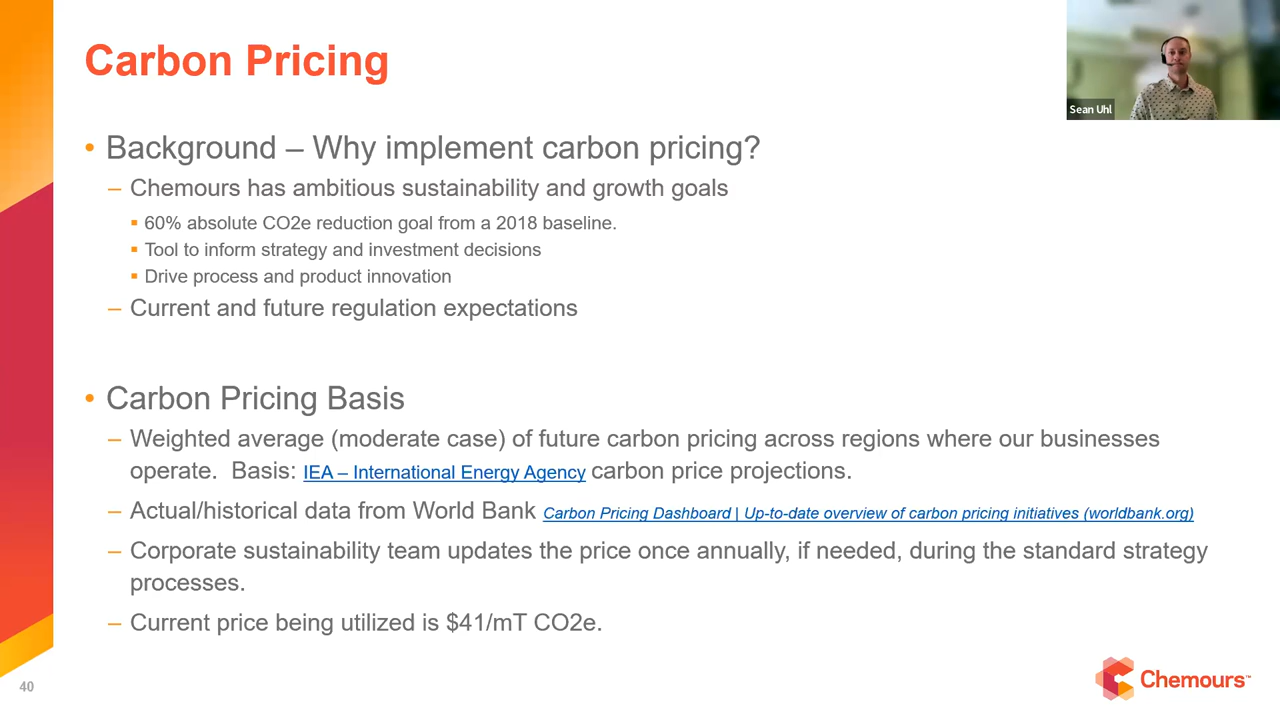 Carbon Pricing
Sean Uhl
• Background – Why implement carbon pricing?
– Chemours has ambitious sustainability and growth goals
▪ 60% absolute CO2e reduction goal from a 2018 baseline.
▪ Tool to inform strategy and investment decisions
▪ Drive process and product innovation
– Current and future regulation expectations
• Carbon Pricing Basis
– Weighted average (moderate case) of future carbon pricing across regions where our businesses
operate. Basis: IEA – International Energy Agency carbon price projections.
– Actual/historical data from World Bank Carbon Pricing Dashboard | Up-to-date overview of carbon pricing initiatives (worldbank.org)
– Corporate sustainability team updates the price once annually, if needed, during the standard strategy
processes.
– Current price being utilized is $41/mT CO2e.
40
Chemours™